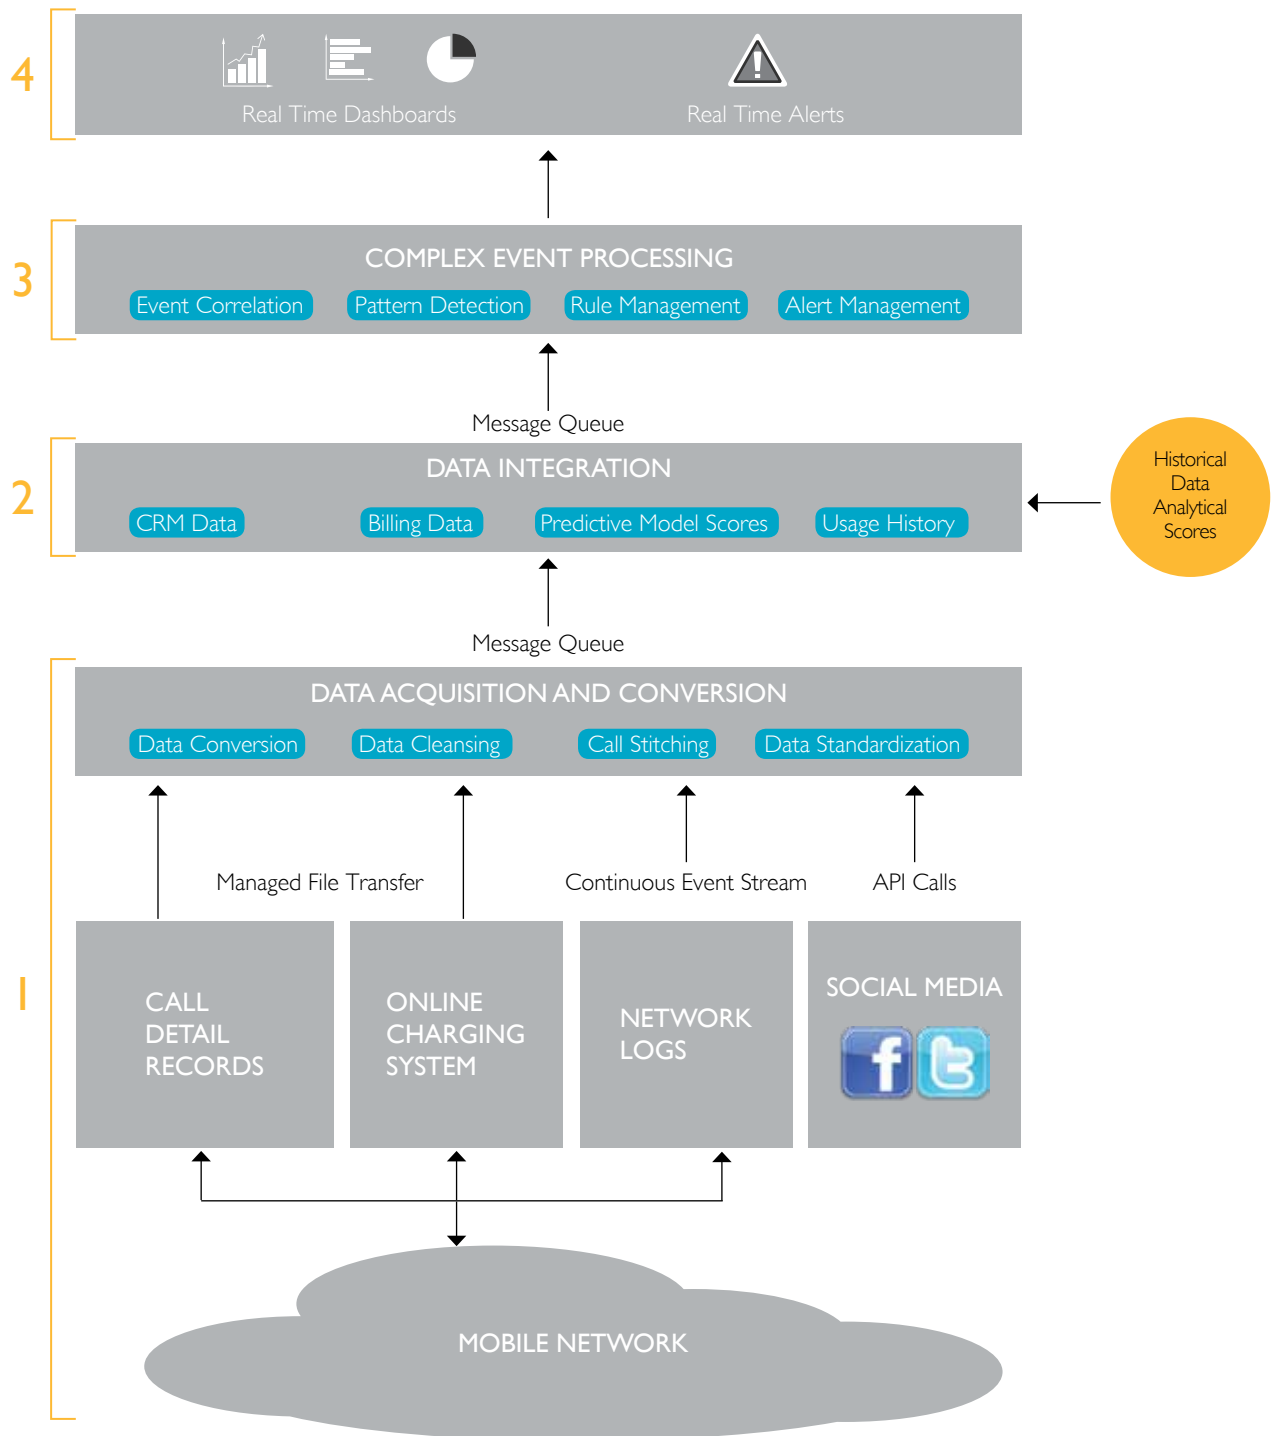 4
Real Time Dashboards
Real Time Alerts
3
COMPLEX EVENT PROCESSING
Event Correlation
Pattern Detection
Rule Management
Alert Management
Message Queue
2
DATA INTEGRATION
CRM Data
Billing Data
Predictive Model Scores
Usage History
Historical
Data
Analytical
Scores
Message Queue
1
DATA ACQUISITION AND CONVERSION
Data Conversion
Data Cleansing
Call Stitching
Data Standardization
Managed File Transfer
Continuous Event Stream
API Calls
CALL
DETAIL
RECORDS
ONLINE
CHARGING
SYSTEM
NETWORK
LOGS
SOCIAL MEDIA
f
t
MOBILE NETWORK